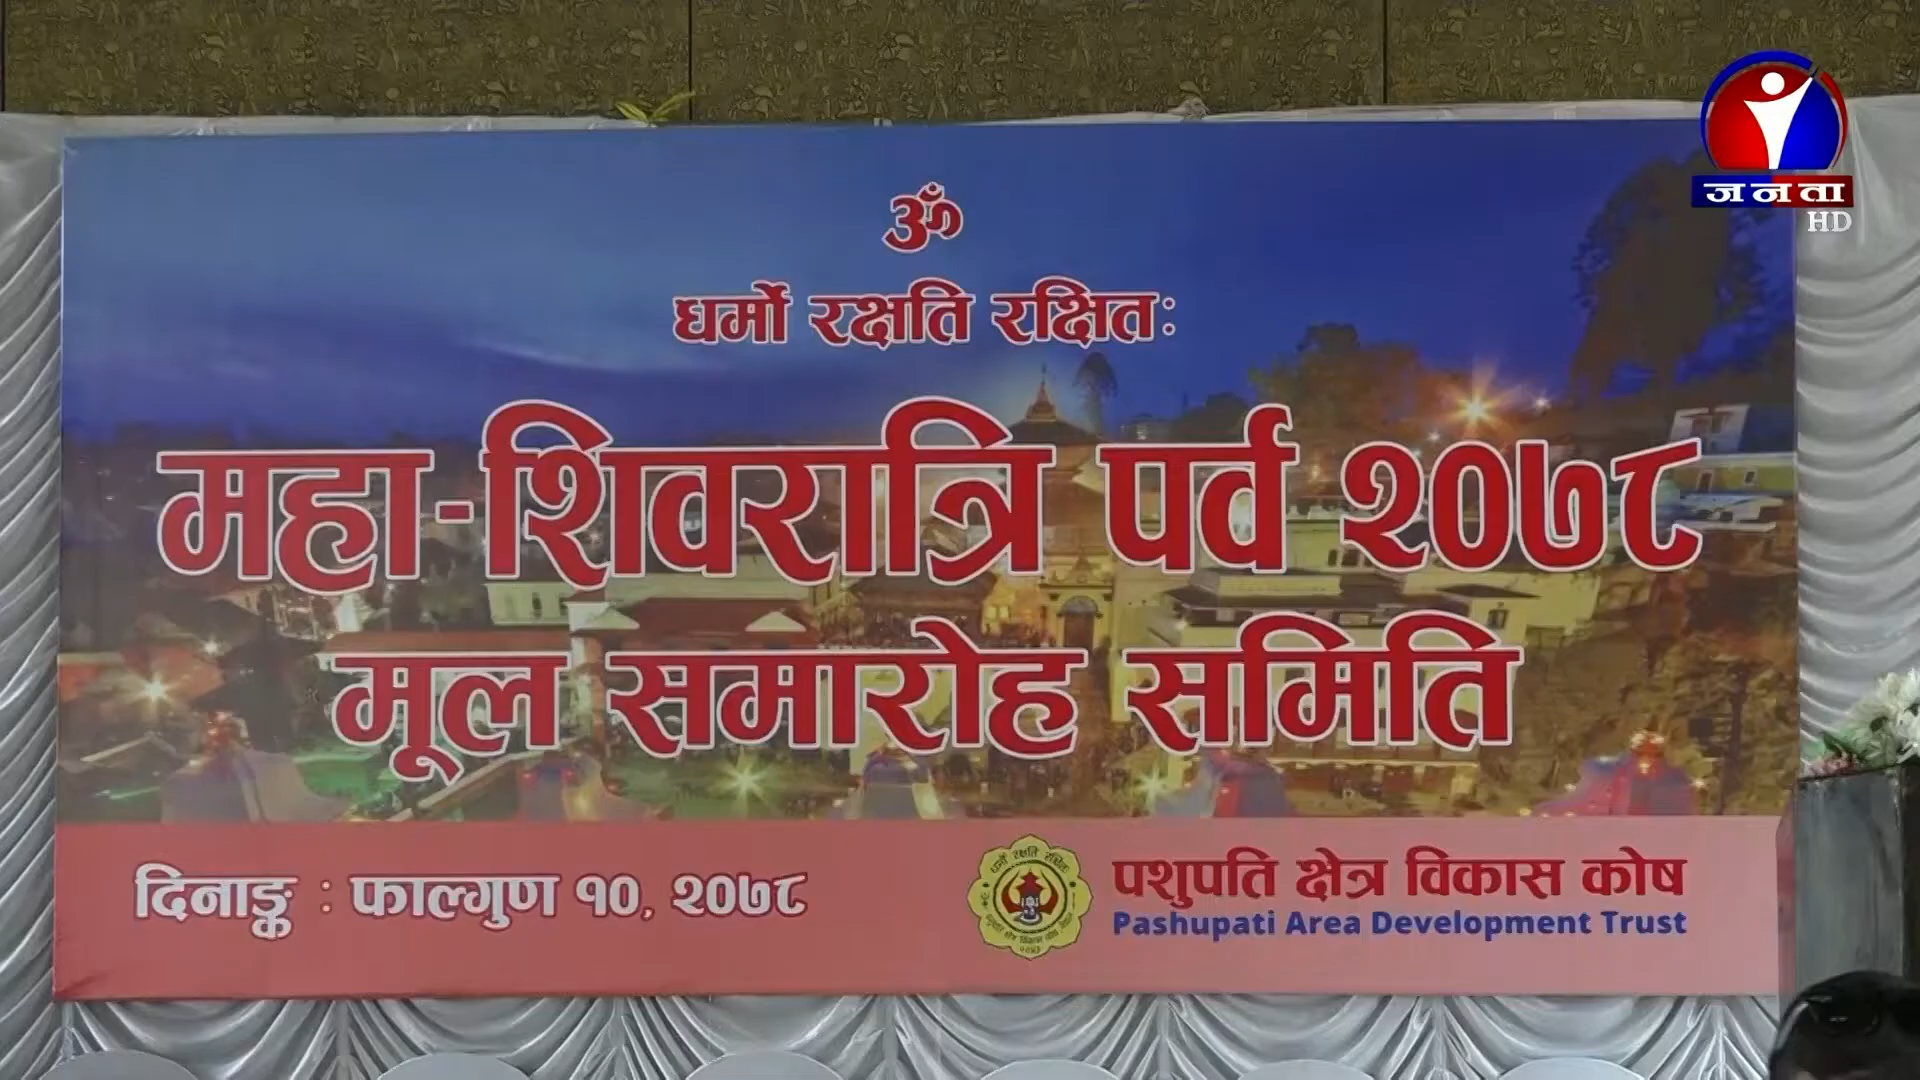 ॐ
धर्मो रक्षति रक्षितः
महा-शिवरात्रि पर्व २०७८
मूल समारोह समिति
दिनाङ्क : फाल्गुण १०, २०७८
पशुपति क्षेत्र विकास कोष
Pashupati Area Development Trust
जनता
HD